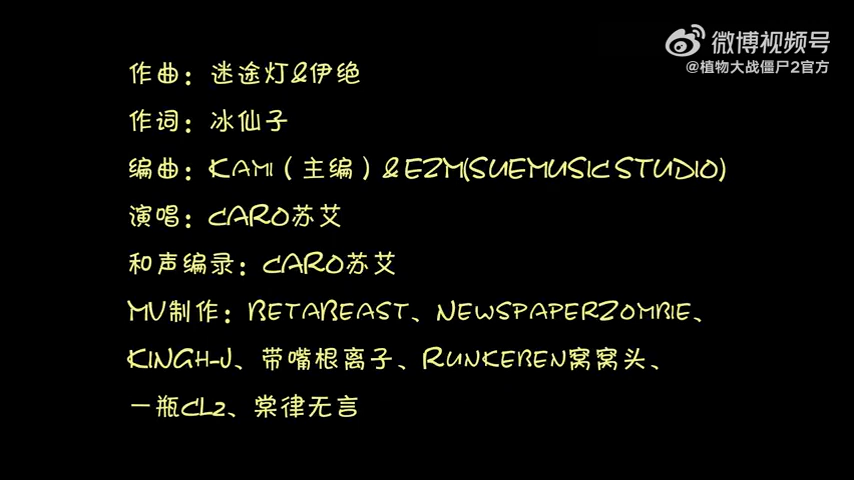 微博视频号
@植物大战僵尸2官方
作曲：迷途灯&伊绝
作词：冰仙子
编曲：KAMI（主编）& EZM(SUEMUSIC STUDIO)
演唱：CARO苏艾
和声编录：CARO苏艾
MV制作：BETABEAST、NEWSPAPERZOMBIE、
KINGH-J、带嘴根离子、RUNKEBEN窝窝头、
一瓶CL2、棠律无言